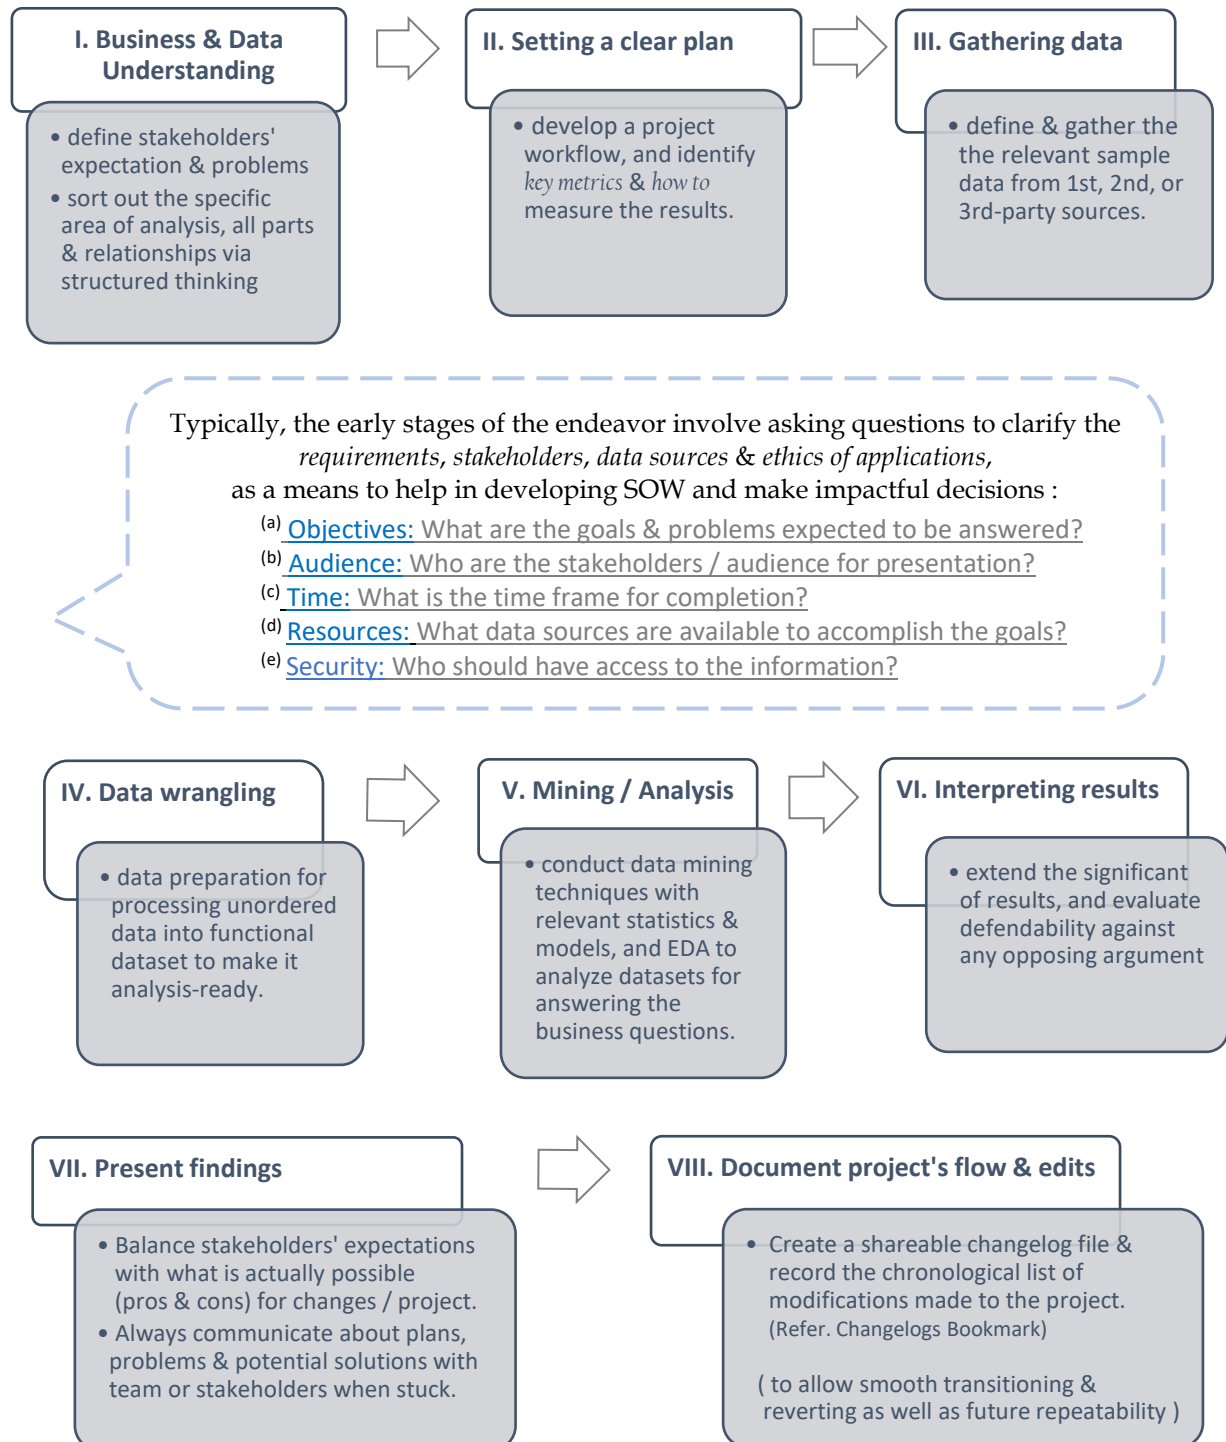 I. Business & Data
Understanding
• define stakeholders'
expectation & problems
• sort out the specific
area of analysis, all parts
& relationships via
structured thinking
II. Setting a clear plan
• develop a project
workflow, and identify
key metrics & how to
measure the results.
III. Gathering data
• define & gather the
the relevant sample
data from 1st, 2nd, or
3rd-party sources.
Typically, the early stages of the endeavor involve asking questions to clarify the
requirements, stakeholders, data sources & ethics of applications,
as a means to help in developing SOW and make impactful decisions :
(a) Objectives: What are the goals & problems expected to be answered?
(b) Audience: Who are the stakeholders / audience for presentation?
(c) Time: What is the time frame for completion?
(d) Resources: What data sources are available to accomplish the goals?
(e) Security: Who should have access to the information?
IV. Data wrangling
• data preparation for
processing unordered
data into functional
dataset to make it
analysis-ready.
V. Mining / Analysis
• conduct data mining
techniques with
relevant statistics &
models, and EDA to
analyze datasets for
answering the
business questions.
VI. Interpreting results
• extend the significant
of results, and evaluate
defendability against
any opposing argument
VII. Present findings
• Balance stakeholders' expectations
with what is actually possible
(pros & cons) for changes / project.
• Always communicate about plans,
problems & potential solutions with
team or stakeholders when stuck.
VIII. Document project's flow & edits
• Create a shareable changelog file &
record the chronological list of
modifications made to the project.
(Refer. Changelogs Bookmark)
( to allow smooth transitioning &
reverting as well as future repeatability )